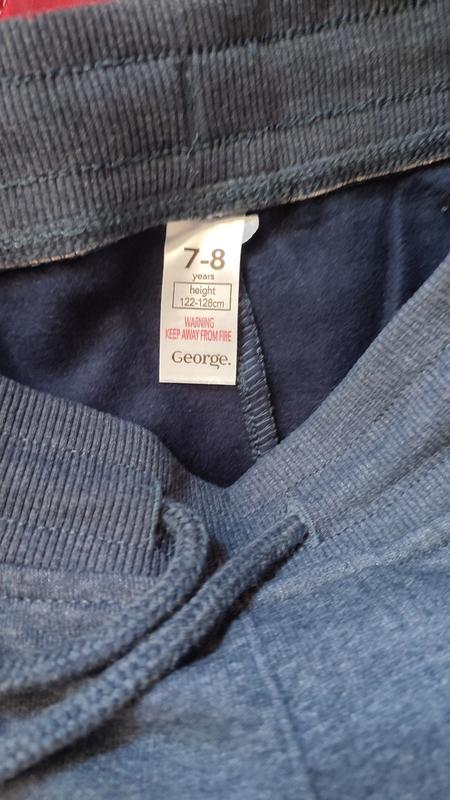 7-8
years
height
122-128cm
WARNING
KEEP AWAY FROM FIRE
George.